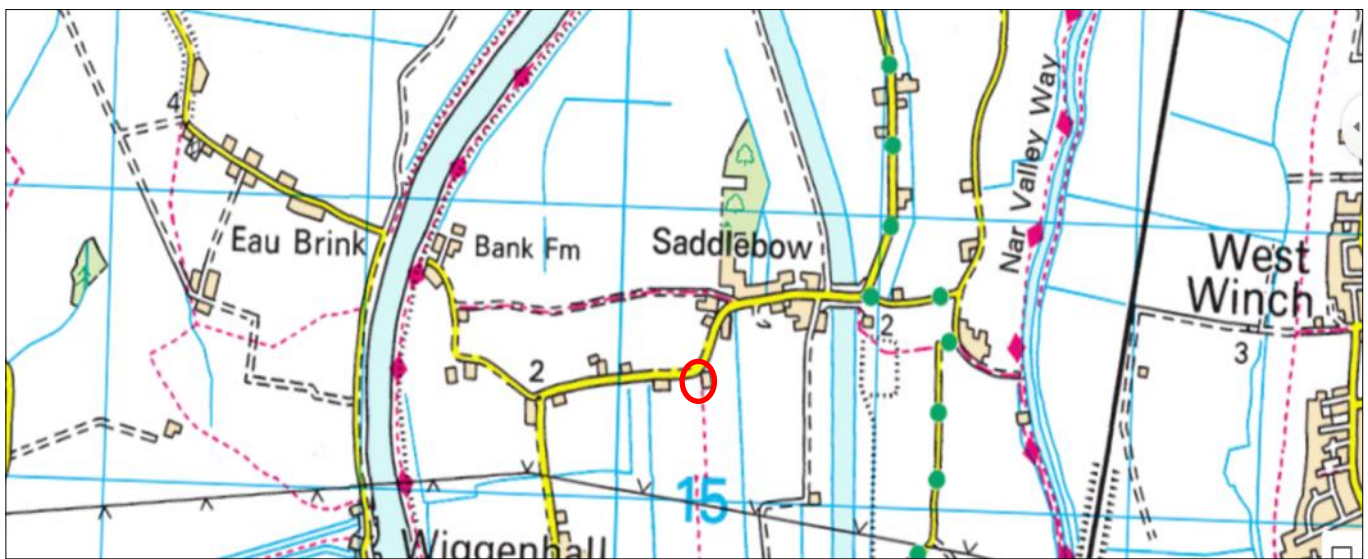 4
Nar Valley Way
Eau Brink
Bank Fm
Saddlebow
West
Winch
2
3
2
15
Wiggenhall